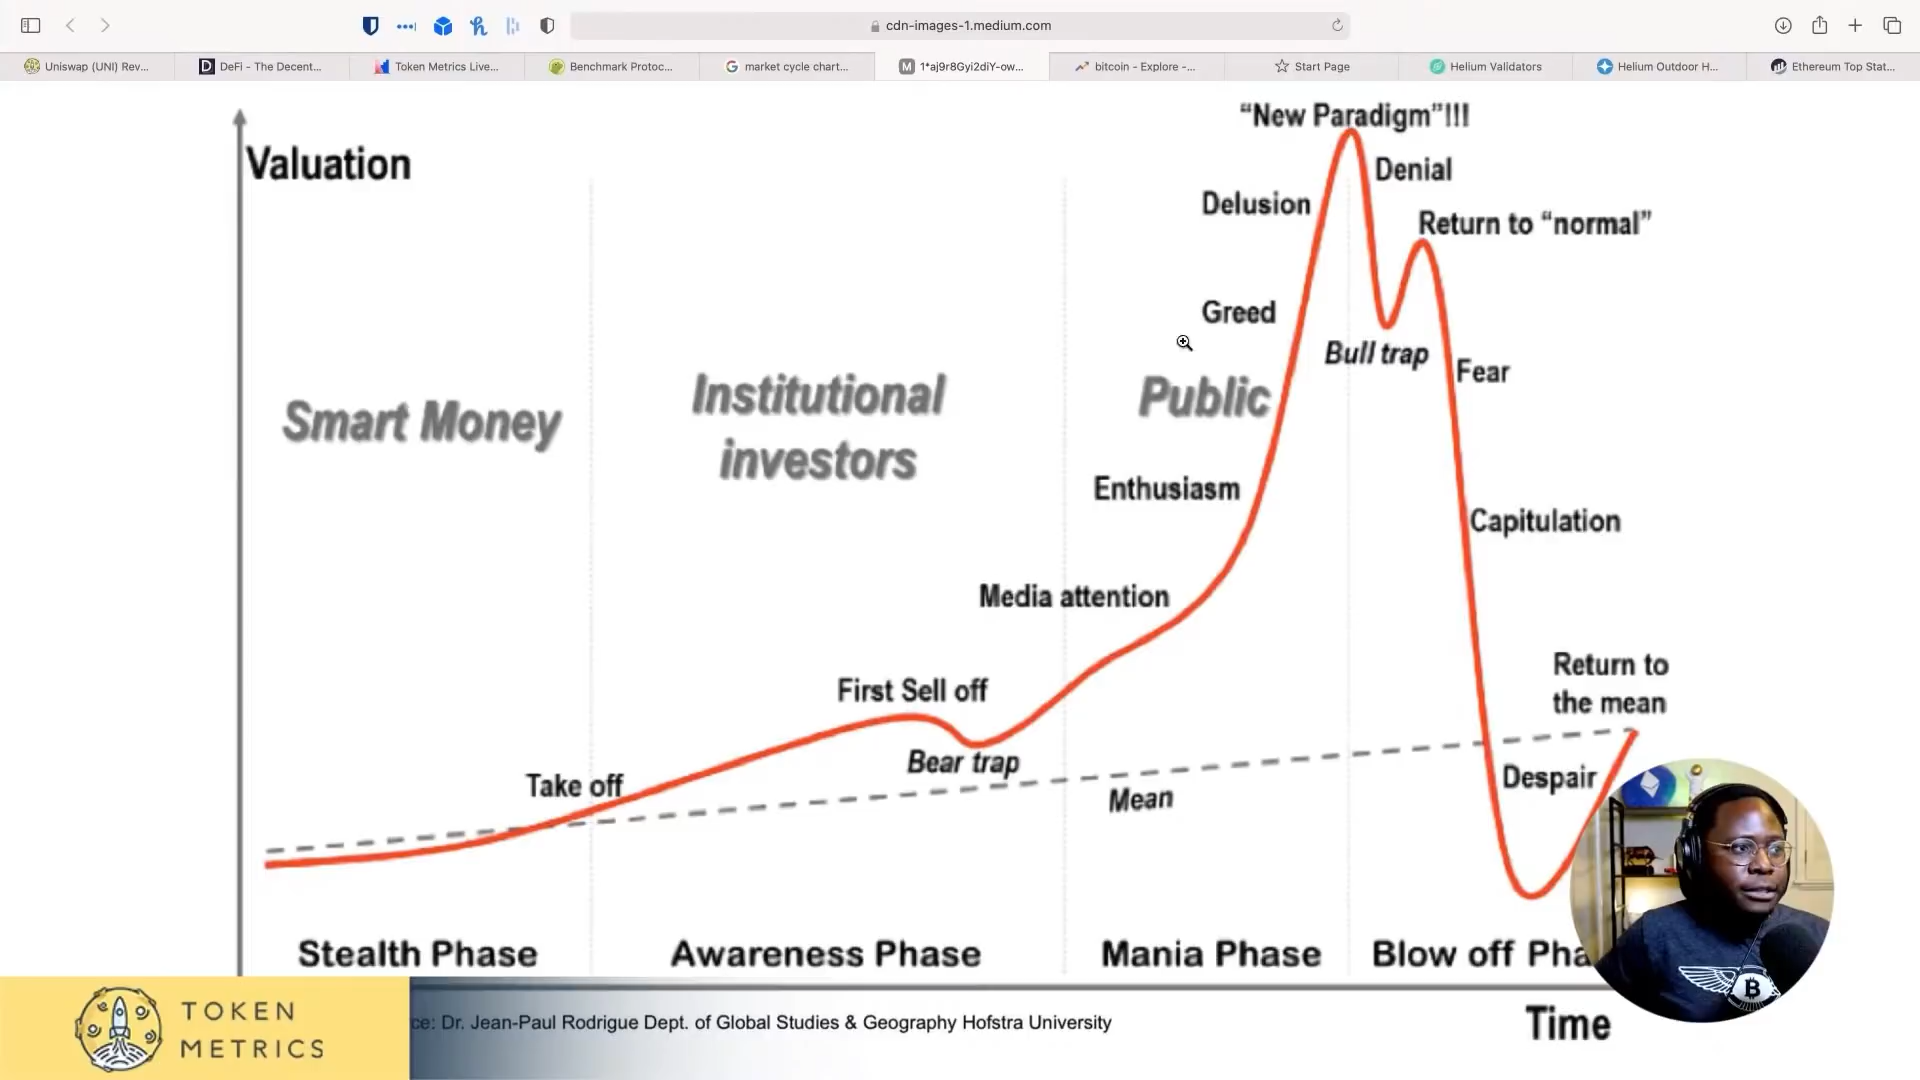 cdn-images-1.medium.com
Uniswap (UNI) Rev...
DeFi - The Decent...
Token Metrics Live...
Benchmark Protoc...
market cycle chart...
1*aj9r8Gyi2diY-ow...
bitcoin - Explore -...
Start Page
Helium Validators
Helium Outdoor H...
Ethereum Top Stat...
“New Paradigm”!!!
Valuation
Denial
Delusion
Return to “normal”
Greed
Bull trap
Fear
Smart Money
Institutional
investors
Public
Enthusiasm
Capitulation
Media attention
Return to
the mean
First Sell off
Bear trap
Take off
Mean
Despair
Stealth Phase
Awareness Phase
Mania Phase
Blow off Pha
TOKEN
METRICS
ce: Dr. Jean-Paul Rodrigue Dept. of Global Studies & Geography Hofstra University
Time
B